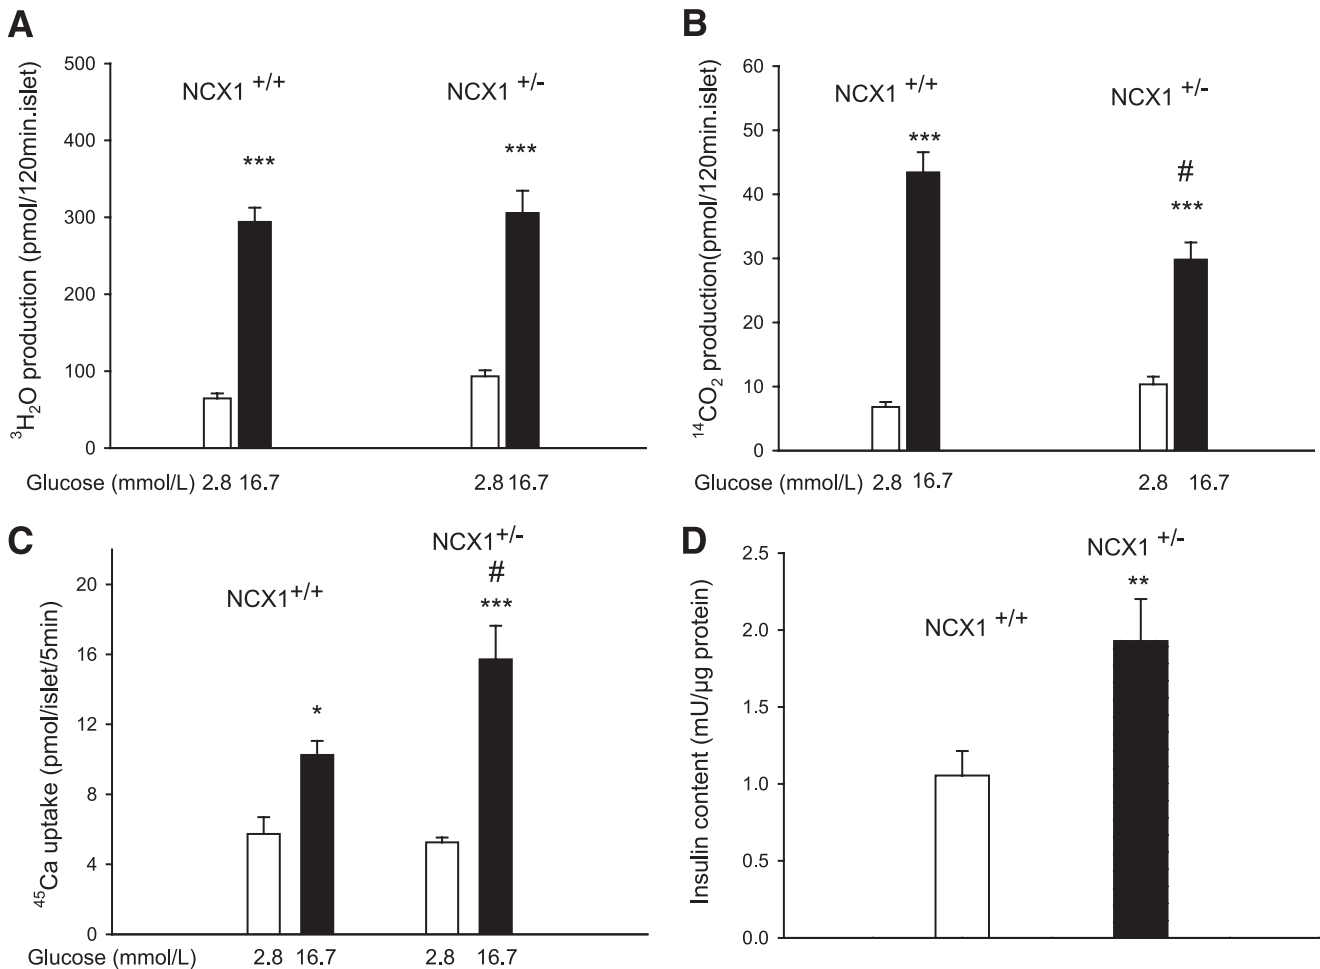 A
³H₂O production (pmol/120min.islet)
500
400
300
200
100
0
NCX1 +/+
NCX1 +/-
***
***
Glucose (mmol/L) 2.8 16.7 2.8 16.7
B
¹⁴CO₂ production(pmol/120min.islet)
60
50
40
30
20
10
0
NCX1 +/+
NCX1 +/-
***
#
***
Glucose (mmol/L) 2.8 16.7 2.8 16.7
C
⁴⁵Ca uptake (pmol/islet/5min)
20
16
12
8
4
0
NCX1+/+
NCX1+/-
*
#
***
Glucose (mmol/L) 2.8 16.7 2.8 16.7
D
Insulin content (mU/µg protein)
2.5
2.0
1.5
1.0
0.5
0.0
NCX1 +/+
NCX1 +/-
**